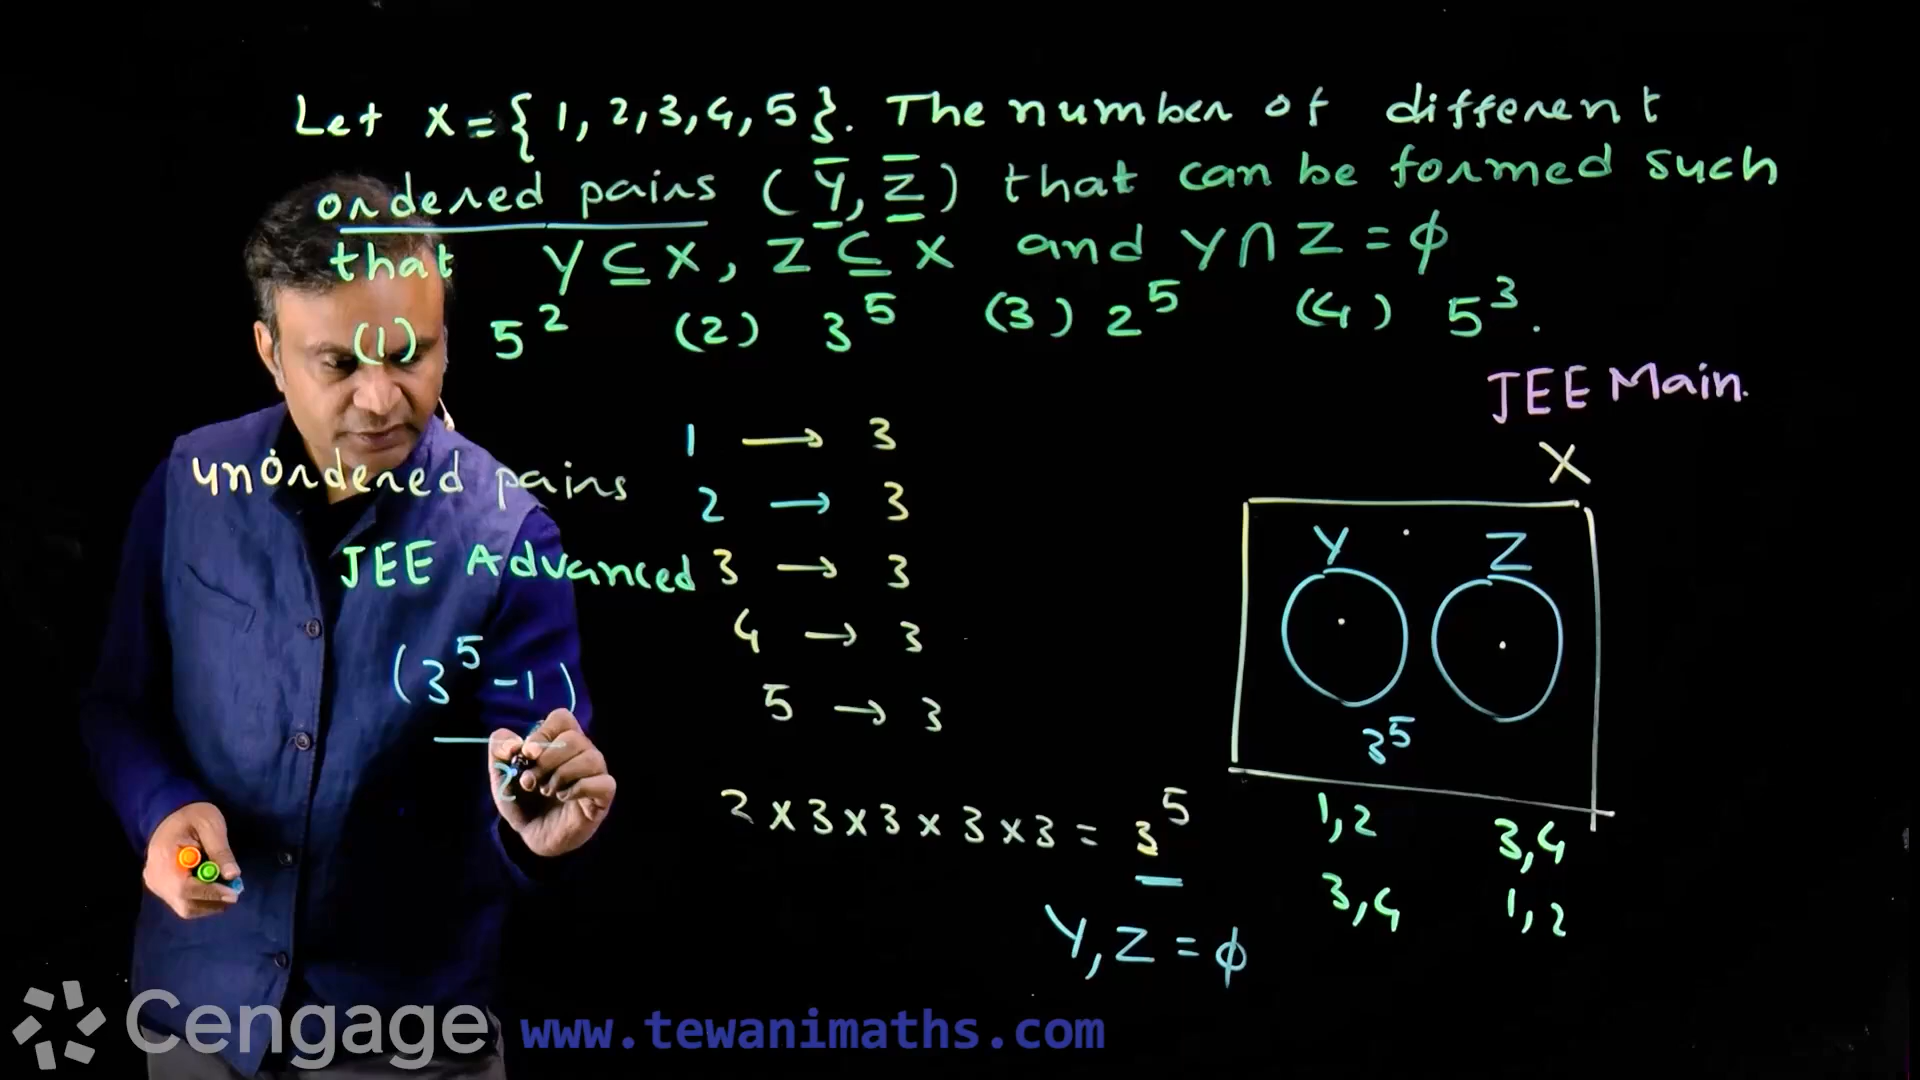 Let X = { 1, 2, 3, 4, 5 }. The number of different
ordered pairs ( Y, Z ) that can be formed such
that Y ⊆ X, Z ⊆ X and Y ∩ Z = ϕ
(1) 5² (2) 3⁵ (3) 2⁵ (4) 5³.
JEE Main.
unordered pairs
JEE Advanced
(3⁵ - 1)
2
1 → 3
2 → 3
3 → 3
4 → 3
5 → 3
2 × 3 × 3 × 3 × 3 = 3⁵
Y, Z = ϕ
X
Y Z
3⁵
1, 2 3, 4
3, 4 1, 2
Cengage www.tewanimaths.com